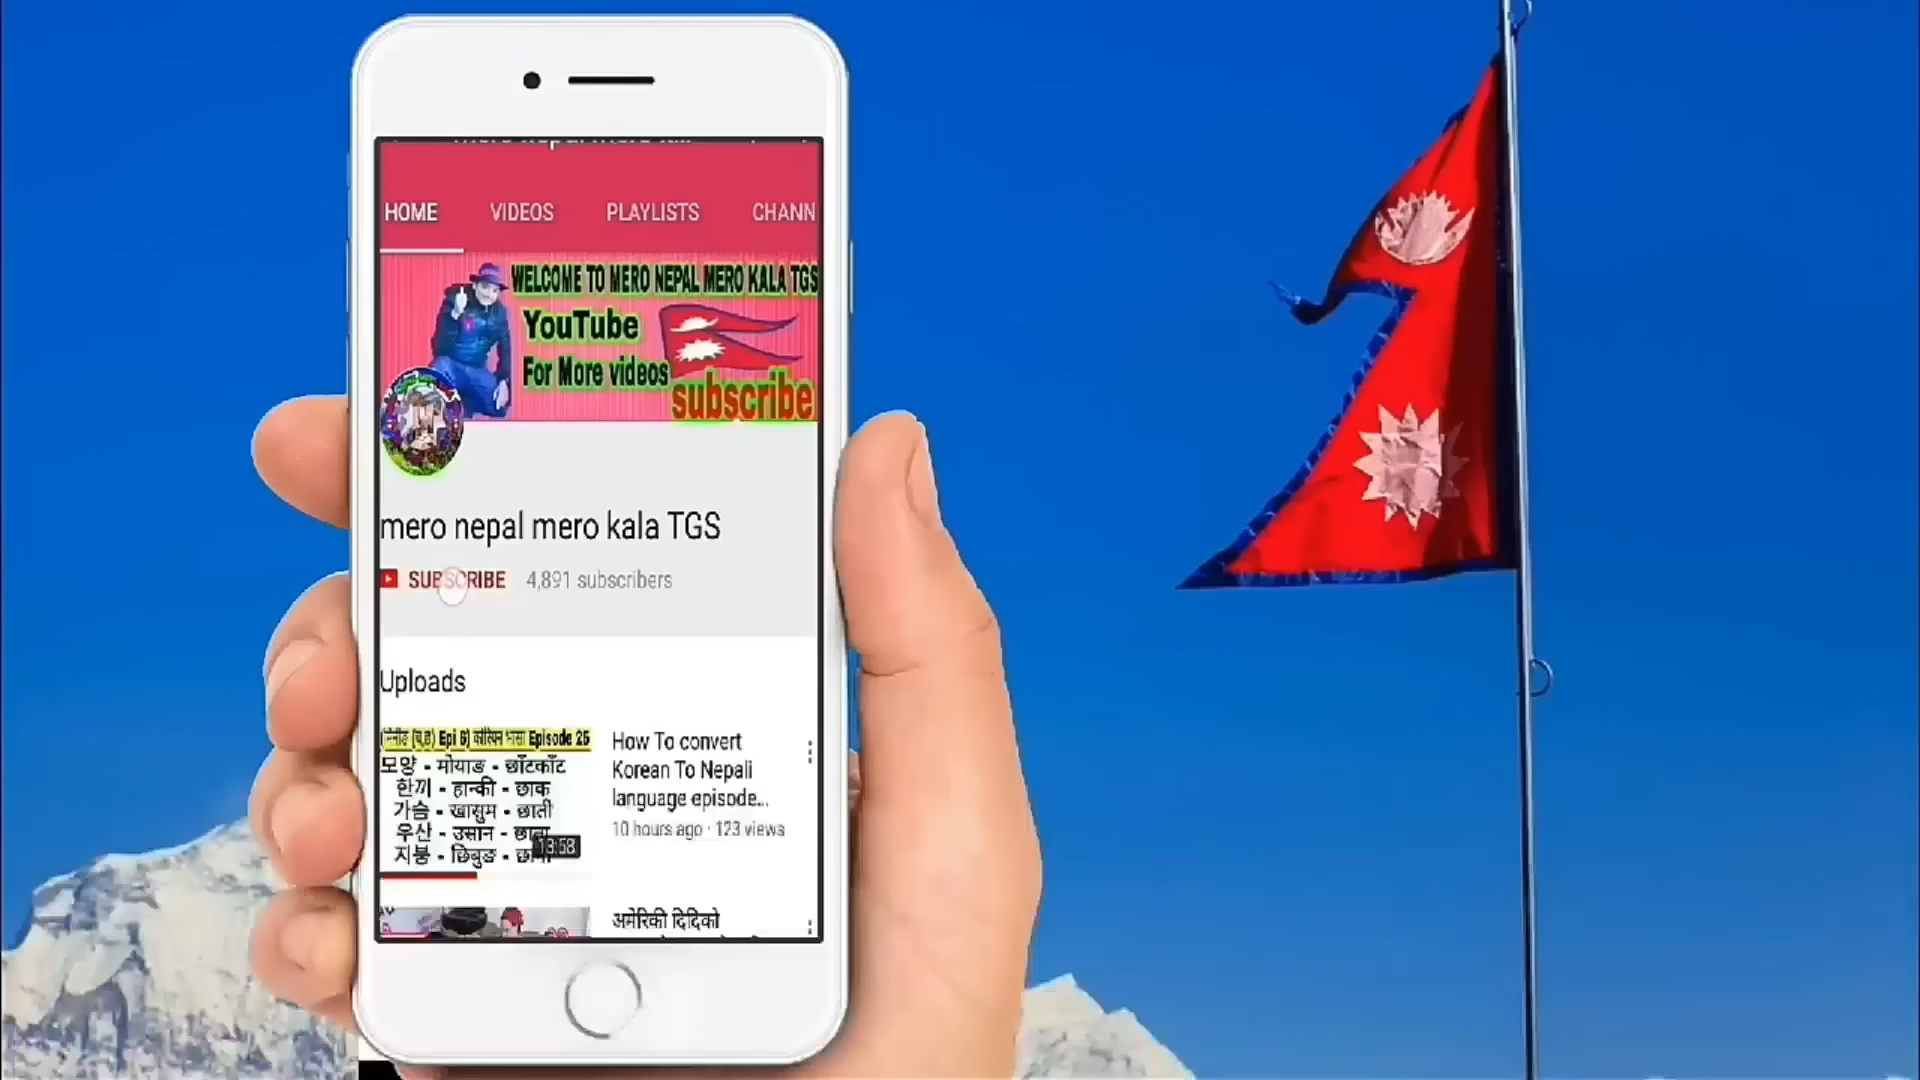 HOME VIDEOS PLAYLISTS CHANN
WELCOME TO MERO NEPAL MERO KALA TGS
YouTube
For More videos
subscribe
mero nepal mero kala TGS
SUBSCRIBE 4,891 subscribers
Uploads
Epi 6) Episode 25
모양 - मोयाङ - छाँटकाँट
한끼 - हान्की - छाक
가슴 - खासुम - छाती
우산 - उसान - छाता
지붕 - छिबुङ -
13:58
How To convert
Korean To Nepali
language episode...
10 hours ago · 123 views
अमेरिकी दिदिको